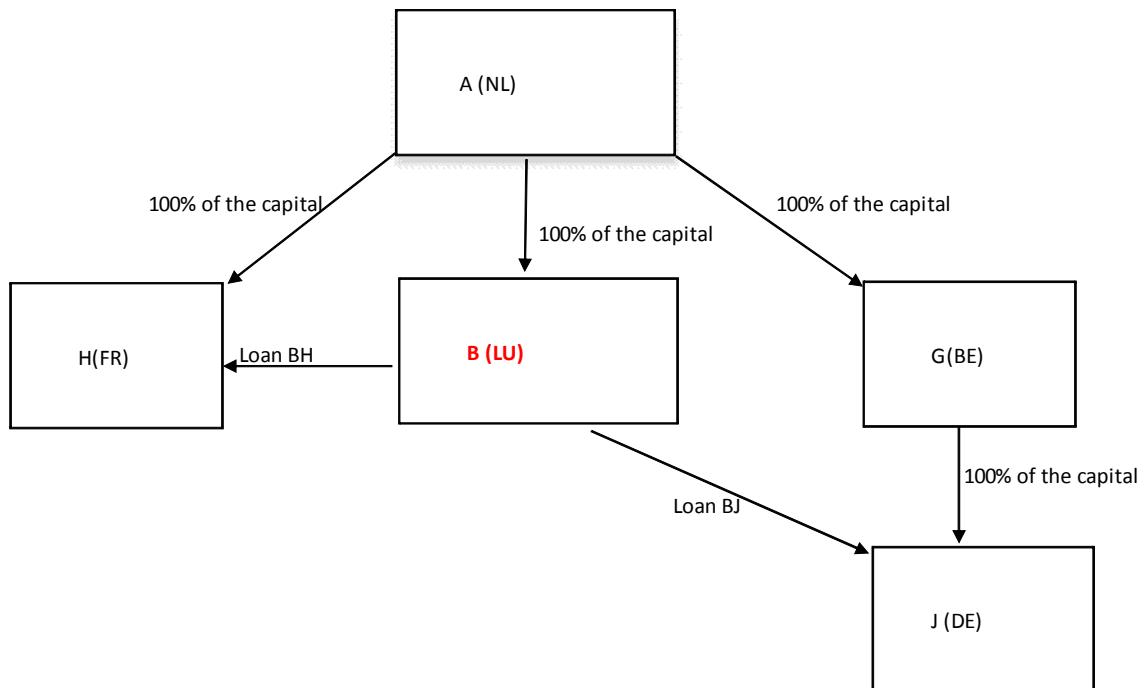 A (NL)
100% of the capital
100% of the capital
100% of the capital
H(FR)
Loan BH
B (LU)
G(BE)
100% of the capital
Loan BJ
J (DE)